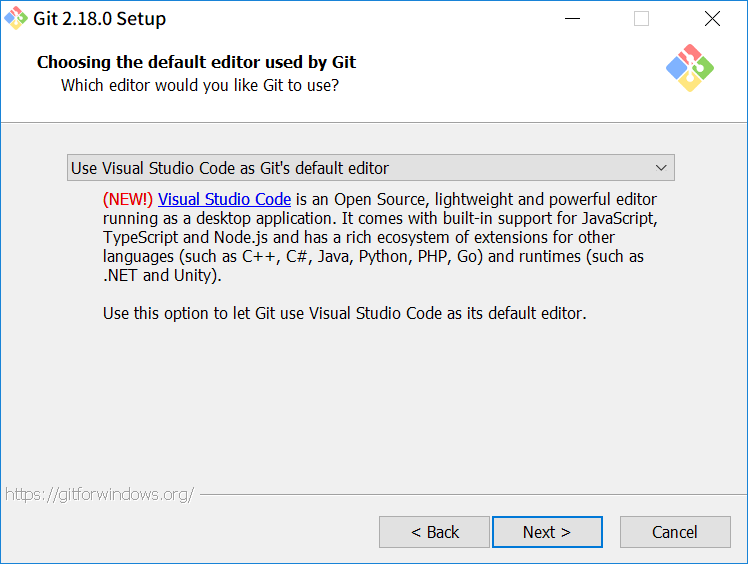 Git 2.18.0 Setup
Choosing the default editor used by Git
Which editor would you like Git to use?
Use Visual Studio Code as Git's default editor
(NEW!) Visual Studio Code is an Open Source, lightweight and powerful editor
running as a desktop application. It comes with built-in support for JavaScript,
TypeScript and Node.js and has a rich ecosystem of extensions for other
languages (such as C++, C#, Java, Python, PHP, Go) and runtimes (such as
.NET and Unity).
Use this option to let Git use Visual Studio Code as its default editor.
https://gitforwindows.org/
< Back
Next >
Cancel